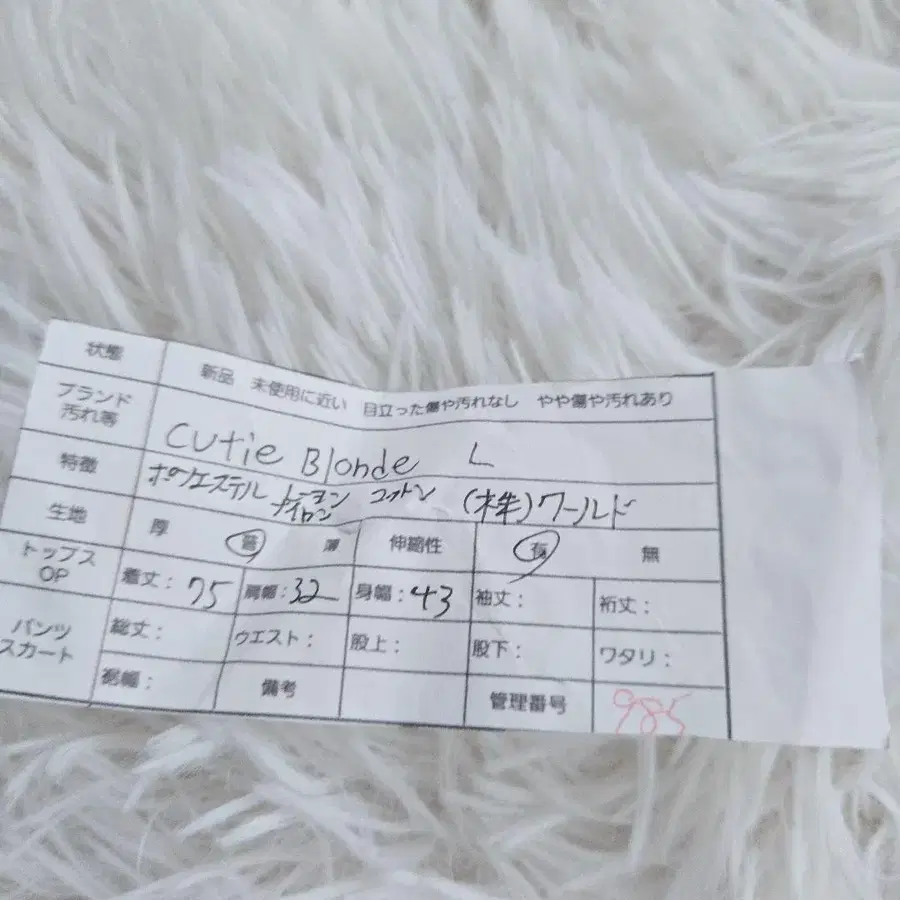 状態 新品 未使用に近い 目立った傷や汚れなし やや傷や汚れあり
ブランド 汚れ等 Cutie Blonde L
特徴 ポリエステル レーヨン ナイロン コットン (株)ワールド
生地 厚 普 薄 伸縮性 有 無
トップス OP 着丈: 75 肩幅: 32 身幅: 43 袖丈: 裄丈:
パンツ スカート 総丈: ウエスト: 股上: 股下: ワタリ:
裾幅: 備考 管理番号 985